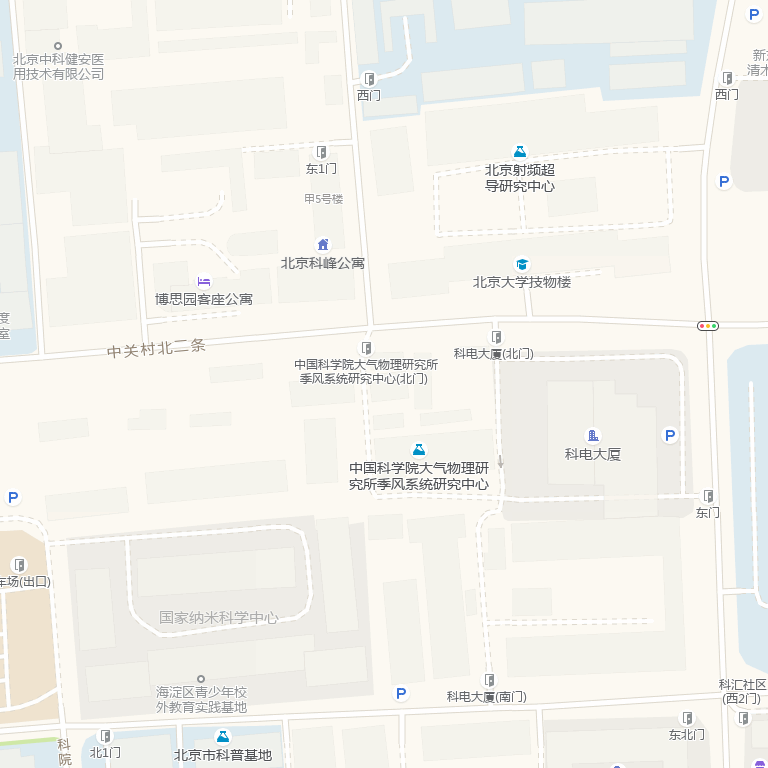 P
北京中科健安医
用技术有限公司
新
清木
西门
西门
东1门
北京射频超
导研究中心
P
甲5号楼
北京科峰公寓
北京大学技物楼
博思园客座公寓
度
室
中关村北二条
中国科学院大气物理研究所
季风系统研究中心(北门)
科电大厦(北门)
P
科电大厦
中国科学院大气物理研
究所季风系统研究中心
P
东门
车场(出口)
国家纳米科学中心
海淀区青少年校
外教育实践基地
P
科电大厦(南门)
科汇社区
(西2门)
东北门
科
院
北1门
北京市科普基地